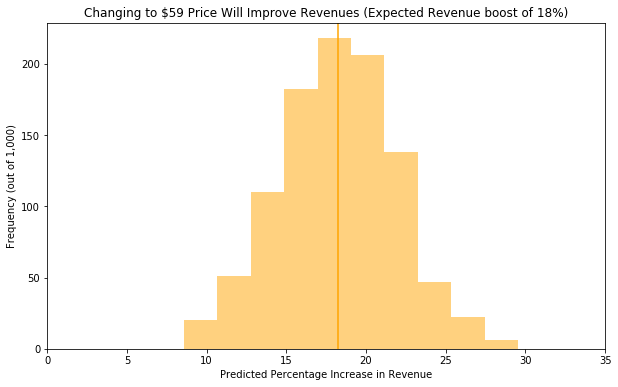 Changing to $59 Price Will Improve Revenues (Expected Revenue boost of 18%)
200
150
100
50
0
Frequency (out of 1,000)
0 5 10 15 20 25 30 35
Predicted Percentage Increase in Revenue